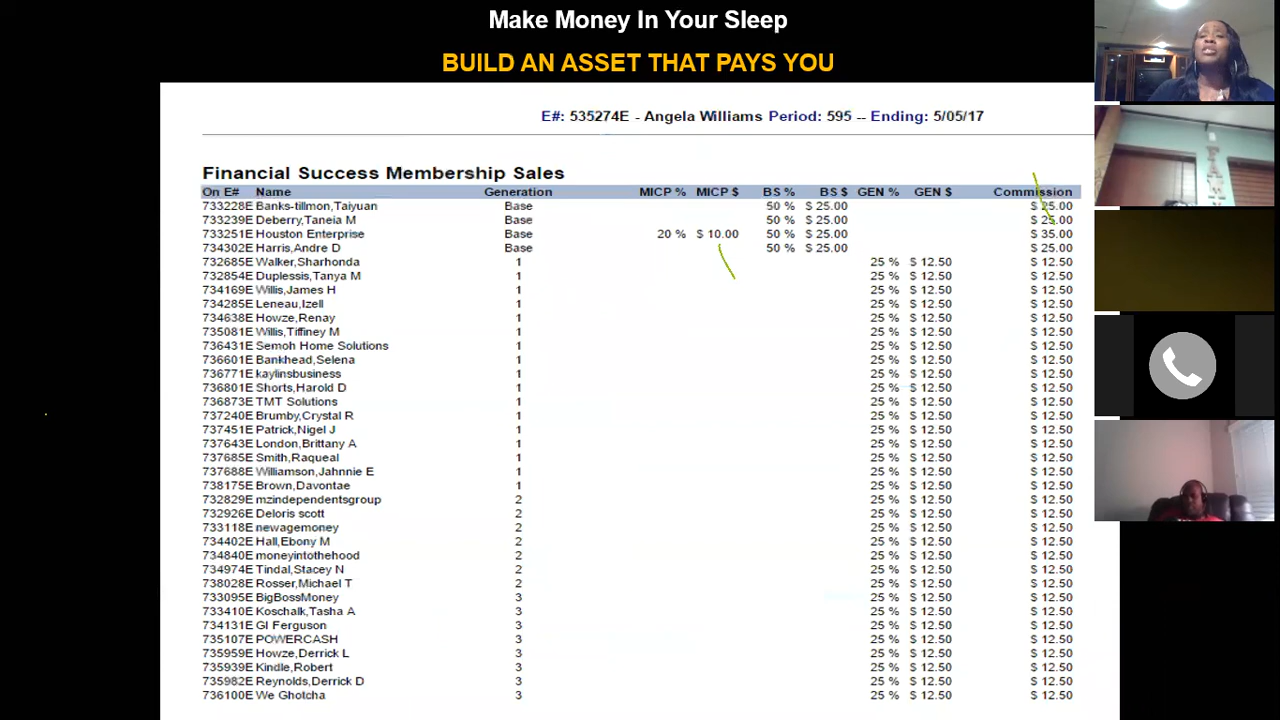 Make Money In Your Sleep
BUILD AN ASSET THAT PAYS YOU
E#: 535274E - Angela Williams Period: 595 -- Ending: 5/05/17
Financial Success Membership Sales
On E# Name Generation MICP % MICP $ BS % BS $ GEN % GEN $ Commission
733228E Banks-tillmon,Taiyuan Base 50 % $ 25.00 $ 25.00
733239E Deberry,Taneia M Base 50 % $ 25.00 $ 25.00
733251E Houston Enterprise Base 20 % $ 10.00 50 % $ 25.00 $ 35.00
734302E Harris,Andre D Base 50 % $ 25.00 $ 25.00
732685E Walker,Sharhonda 1 25 % $ 12.50 $ 12.50
732854E Duplessis,Tanya M 1 25 % $ 12.50 $ 12.50
734169E Willis,James H 1 25 % $ 12.50 $ 12.50
734285E Leneau,Izell 1 25 % $ 12.50 $ 12.50
734638E Howze,Renay 1 25 % $ 12.50 $ 12.50
735081E Willis,Tiffiney M 1 25 % $ 12.50 $ 12.50
736431E Semoh Home Solutions 1 25 % $ 12.50 $ 12.50
736601E Bankhead,Selena 1 25 % $ 12.50 $ 12.50
736771E kaylinsbusiness 1 25 % $ 12.50 $ 12.50
736801E Shorts,Harold D 1 25 % $ 12.50 $ 12.50
736873E TMT Solutions 1 25 % $ 12.50 $ 12.50
737240E Brumby,Crystal R 1 25 % $ 12.50 $ 12.50
737451E Patrick,Nigel J 1 25 % $ 12.50 $ 12.50
737643E London,Brittany A 1 25 % $ 12.50 $ 12.50
737685E Smith,Raqueal 1 25 % $ 12.50 $ 12.50
737688E Williamson,Jahnnie E 1 25 % $ 12.50 $ 12.50
738175E Brown,Davontae 1 25 % $ 12.50 $ 12.50
732829E mzindependentsgroup 2 25 % $ 12.50 $ 12.50
732926E Deloris scott 2 25 % $ 12.50 $ 12.50
733118E newagemoney 2 25 % $ 12.50 $ 12.50
734402E Hall,Ebony M 2 25 % $ 12.50 $ 12.50
734840E moneyintothehood 2 25 % $ 12.50 $ 12.50
734974E Tindal,Stacey N 2 25 % $ 12.50 $ 12.50
738028E Rosser,Michael T 2 25 % $ 12.50 $ 12.50
733095E BigBossMoney 3 25 % $ 12.50 $ 12.50
733410E Koschalk,Tasha A 3 25 % $ 12.50 $ 12.50
734131E GI Ferguson 3 25 % $ 12.50 $ 12.50
735107E POWERCASH 3 25 % $ 12.50 $ 12.50
735959E Howze,Derrick L 3 25 % $ 12.50 $ 12.50
735939E Kindle,Robert 3 25 % $ 12.50 $ 12.50
735982E Reynolds,Derrick D 3 25 % $ 12.50 $ 12.50
736100E We Ghotcha 3 25 % $ 12.50 $ 12.50